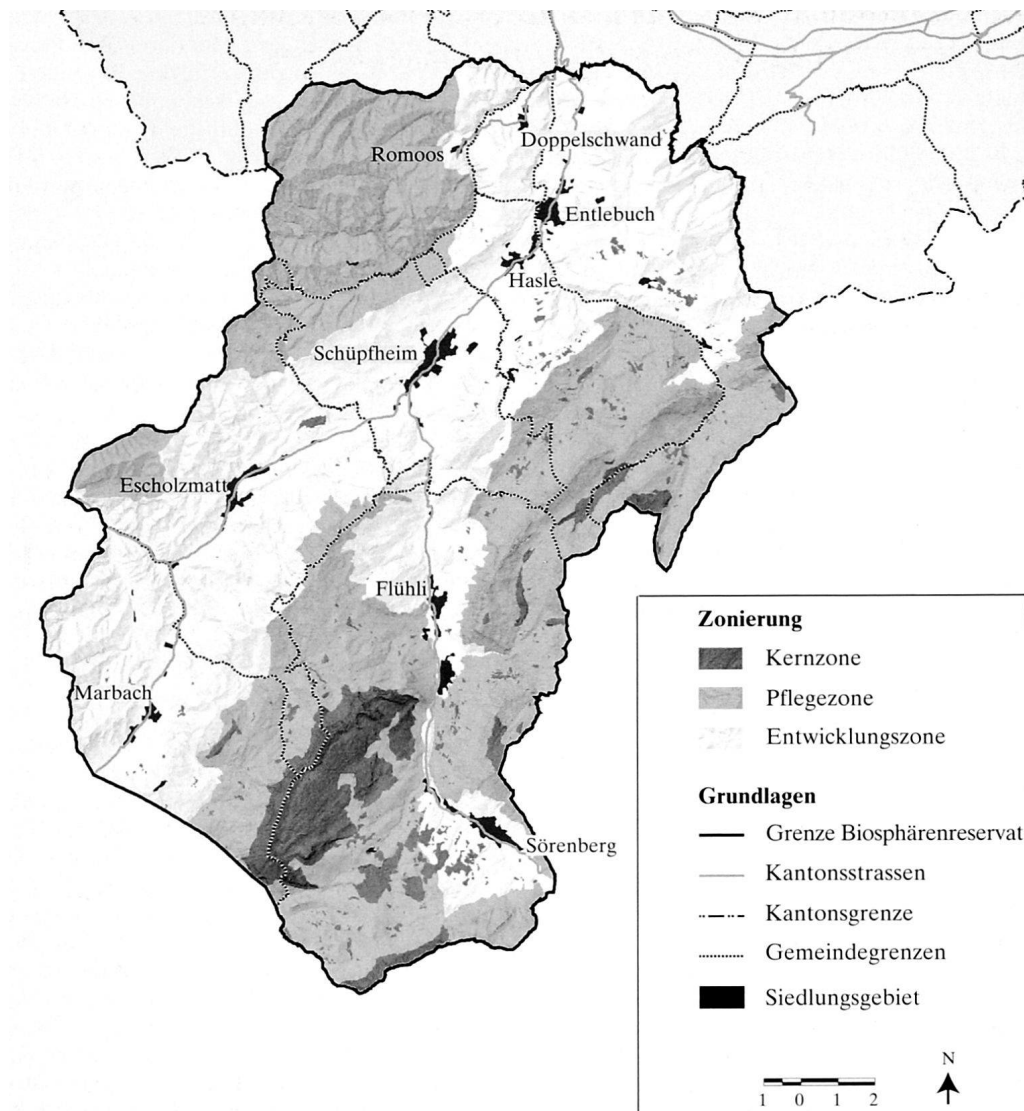 Romoos
Doppelschwand
Entlebuch
Hasle
Schüpfheim
Escholzmatt
Flühli
Marbach
Sörenberg
Zonierung
Kernzone
Pflegezone
Entwicklungszone
Grundlagen
Grenze Biosphärenreservat
Kantonsstrassen
Kantonsgrenze
Gemeindegrenzen
Siedlungsgebiet
N
1 0 1 2